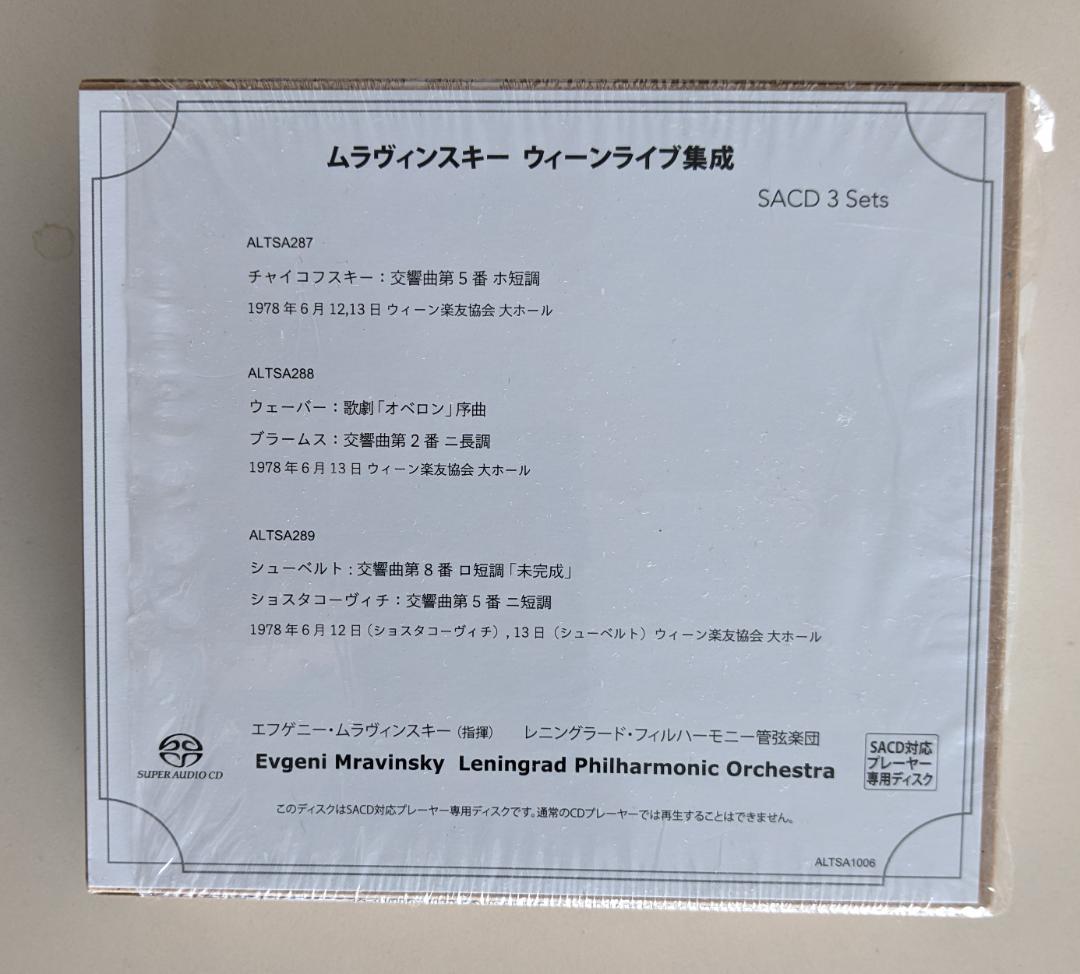 ムラヴィンスキー ウィーンライブ集成
SACD 3 Sets
ALTSA287
チャイコフスキー：交響曲第５番 ホ短調
1978 年 6 月 12,13 日 ウィーン楽友協会 大ホール
ALTSA288
ウェーバー：歌劇「オベロン」序曲
ブラームス：交響曲第２番 ニ長調
1978 年 6 月 13 日 ウィーン楽友協会 大ホール
ALTSA289
シューベルト：交響曲第８番 ロ短調「未完成」
ショスタコーヴィチ：交響曲第５番 ニ短調
1978 年 6 月 12 日（ショスタコーヴィチ）, 13 日（シューベルト）ウィーン楽友協会 大ホール
エフゲニー・ムラヴィンスキー（指揮） レニングラード・フィルハーモニー管弦楽団
Evgeni Mravinsky Leningrad Philharmonic Orchestra
SUPER AUDIO CD
SACD対応
プレーヤー
専用ディスク
このディスクはSACD対応プレーヤー専用ディスクです。通常のCDプレーヤーでは再生することはできません。
ALTSA1006